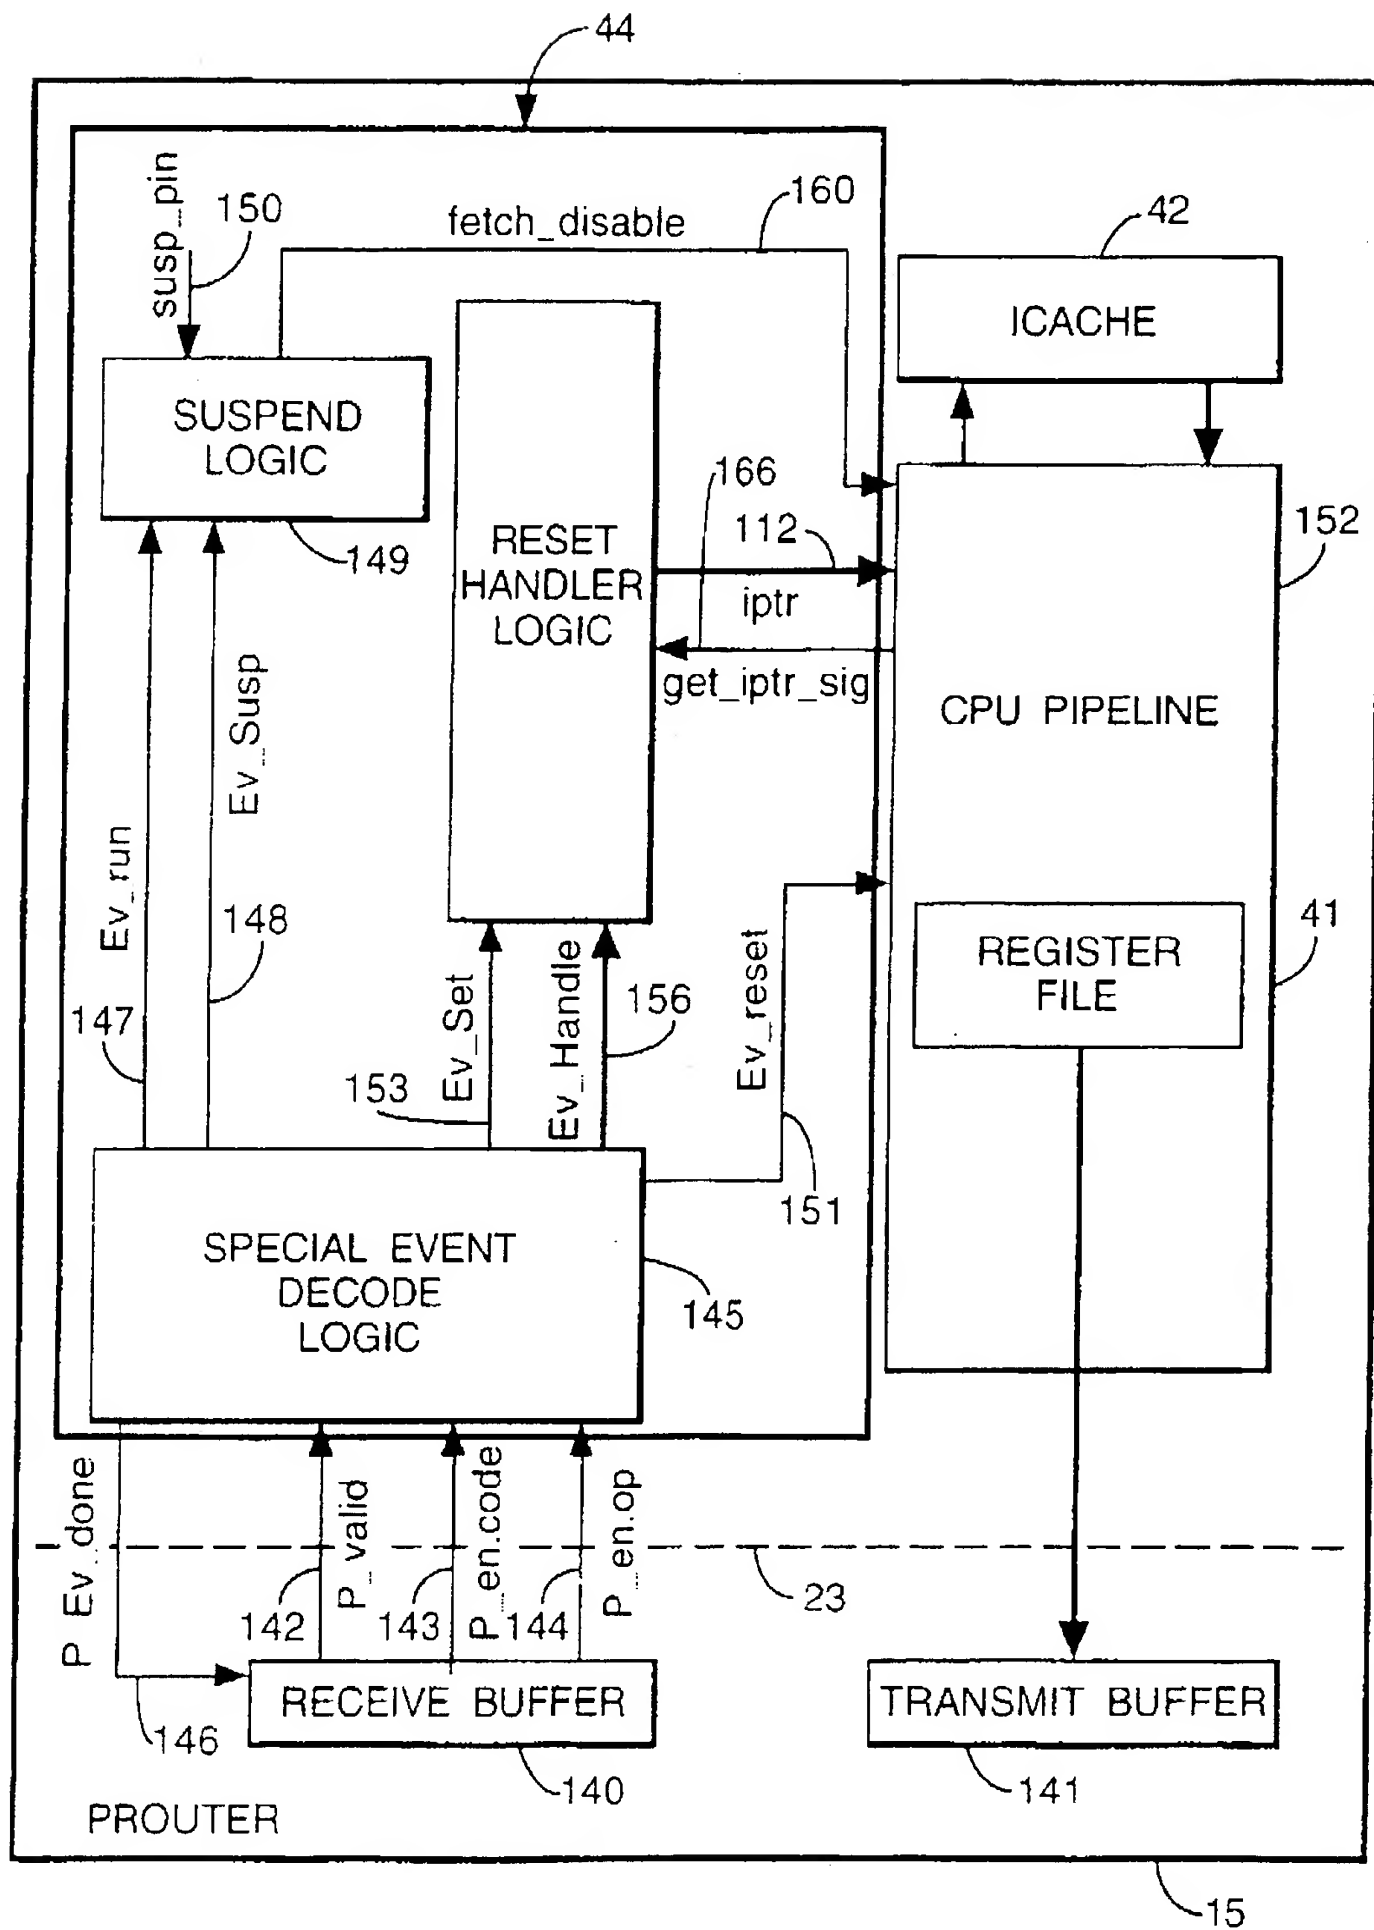 44
susp_pin
150
fetch_disable
160
42
ICACHE
SUSPEND
LOGIC
149
RESET
HANDLER
LOGIC
166
112
iptr
get_iptr_sig
152
CPU PIPELINE
Ev_run
Ev_Susp
148
147
Ev_Set
153
Ev_Handle
156
Ev_reset
151
REGISTER
FILE
41
SPECIAL EVENT
DECODE
LOGIC
145
P_Ev_done
P_valid
142
P_en.code
143
P_en.op
144
23
146
RECEIVE BUFFER
140
TRANSMIT BUFFER
141
PROUTER
15